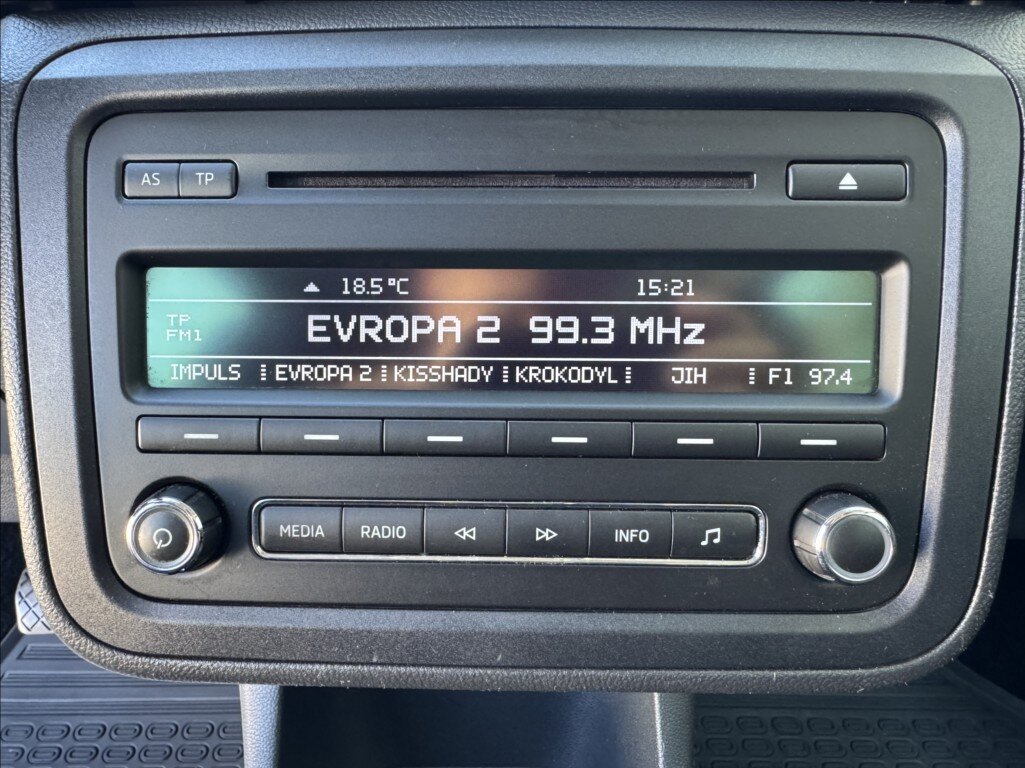 AS TP
18.5°C 15:21
TP
FM1
EVROPA 2 99.3 MHz
IMPULS EVROPA 2 KISSHADY KROKODYL JIH F1 97.4
MEDIA RADIO INFO